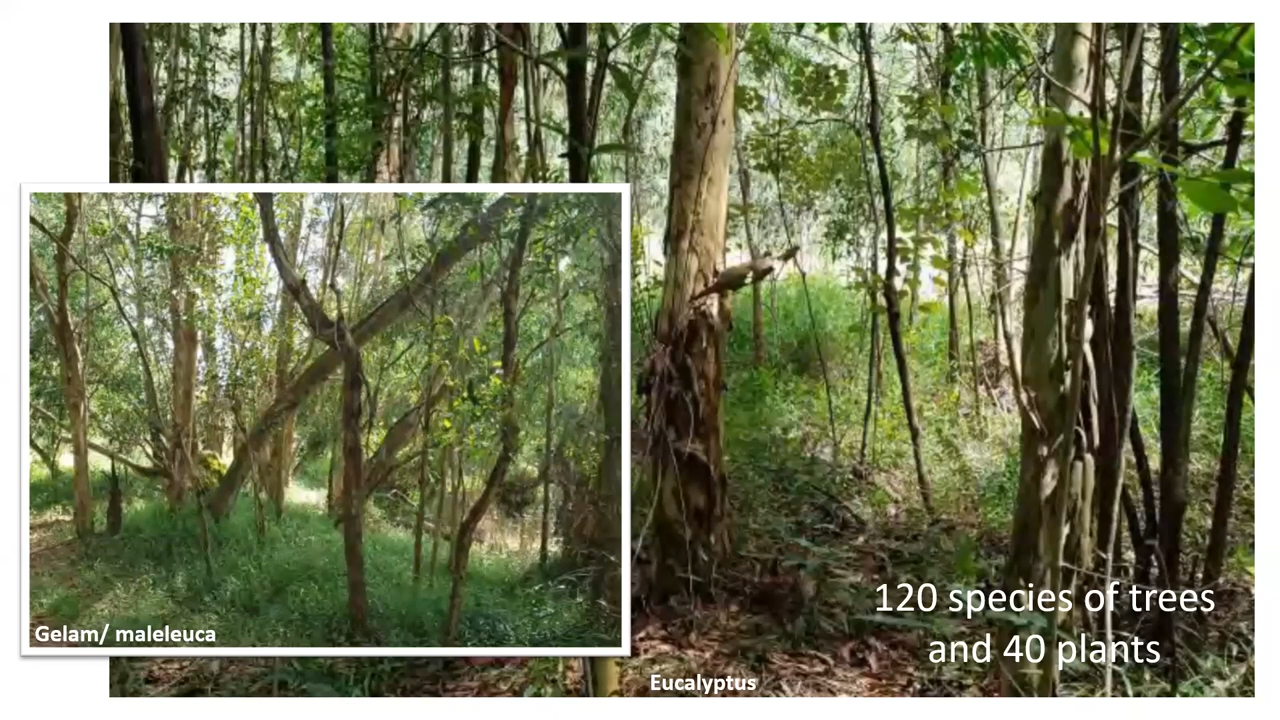 Gelam/ maleleuca
120 species of trees
and 40 plants
Eucalyptus